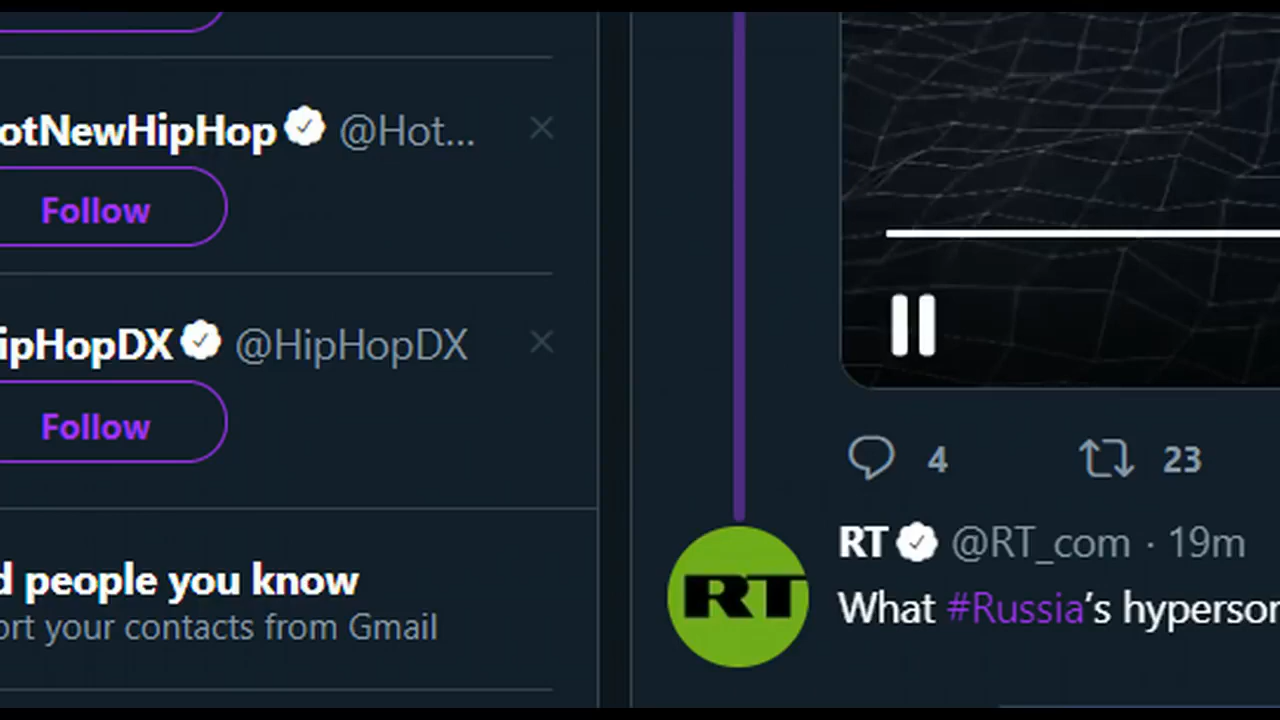 otNewHipHop @Hot...
Follow
ipHopDX @HipHopDX
Follow
d people you know
ort your contacts from Gmail
4 23
RT @RT_com · 19m
RT
What #Russia's hyperson